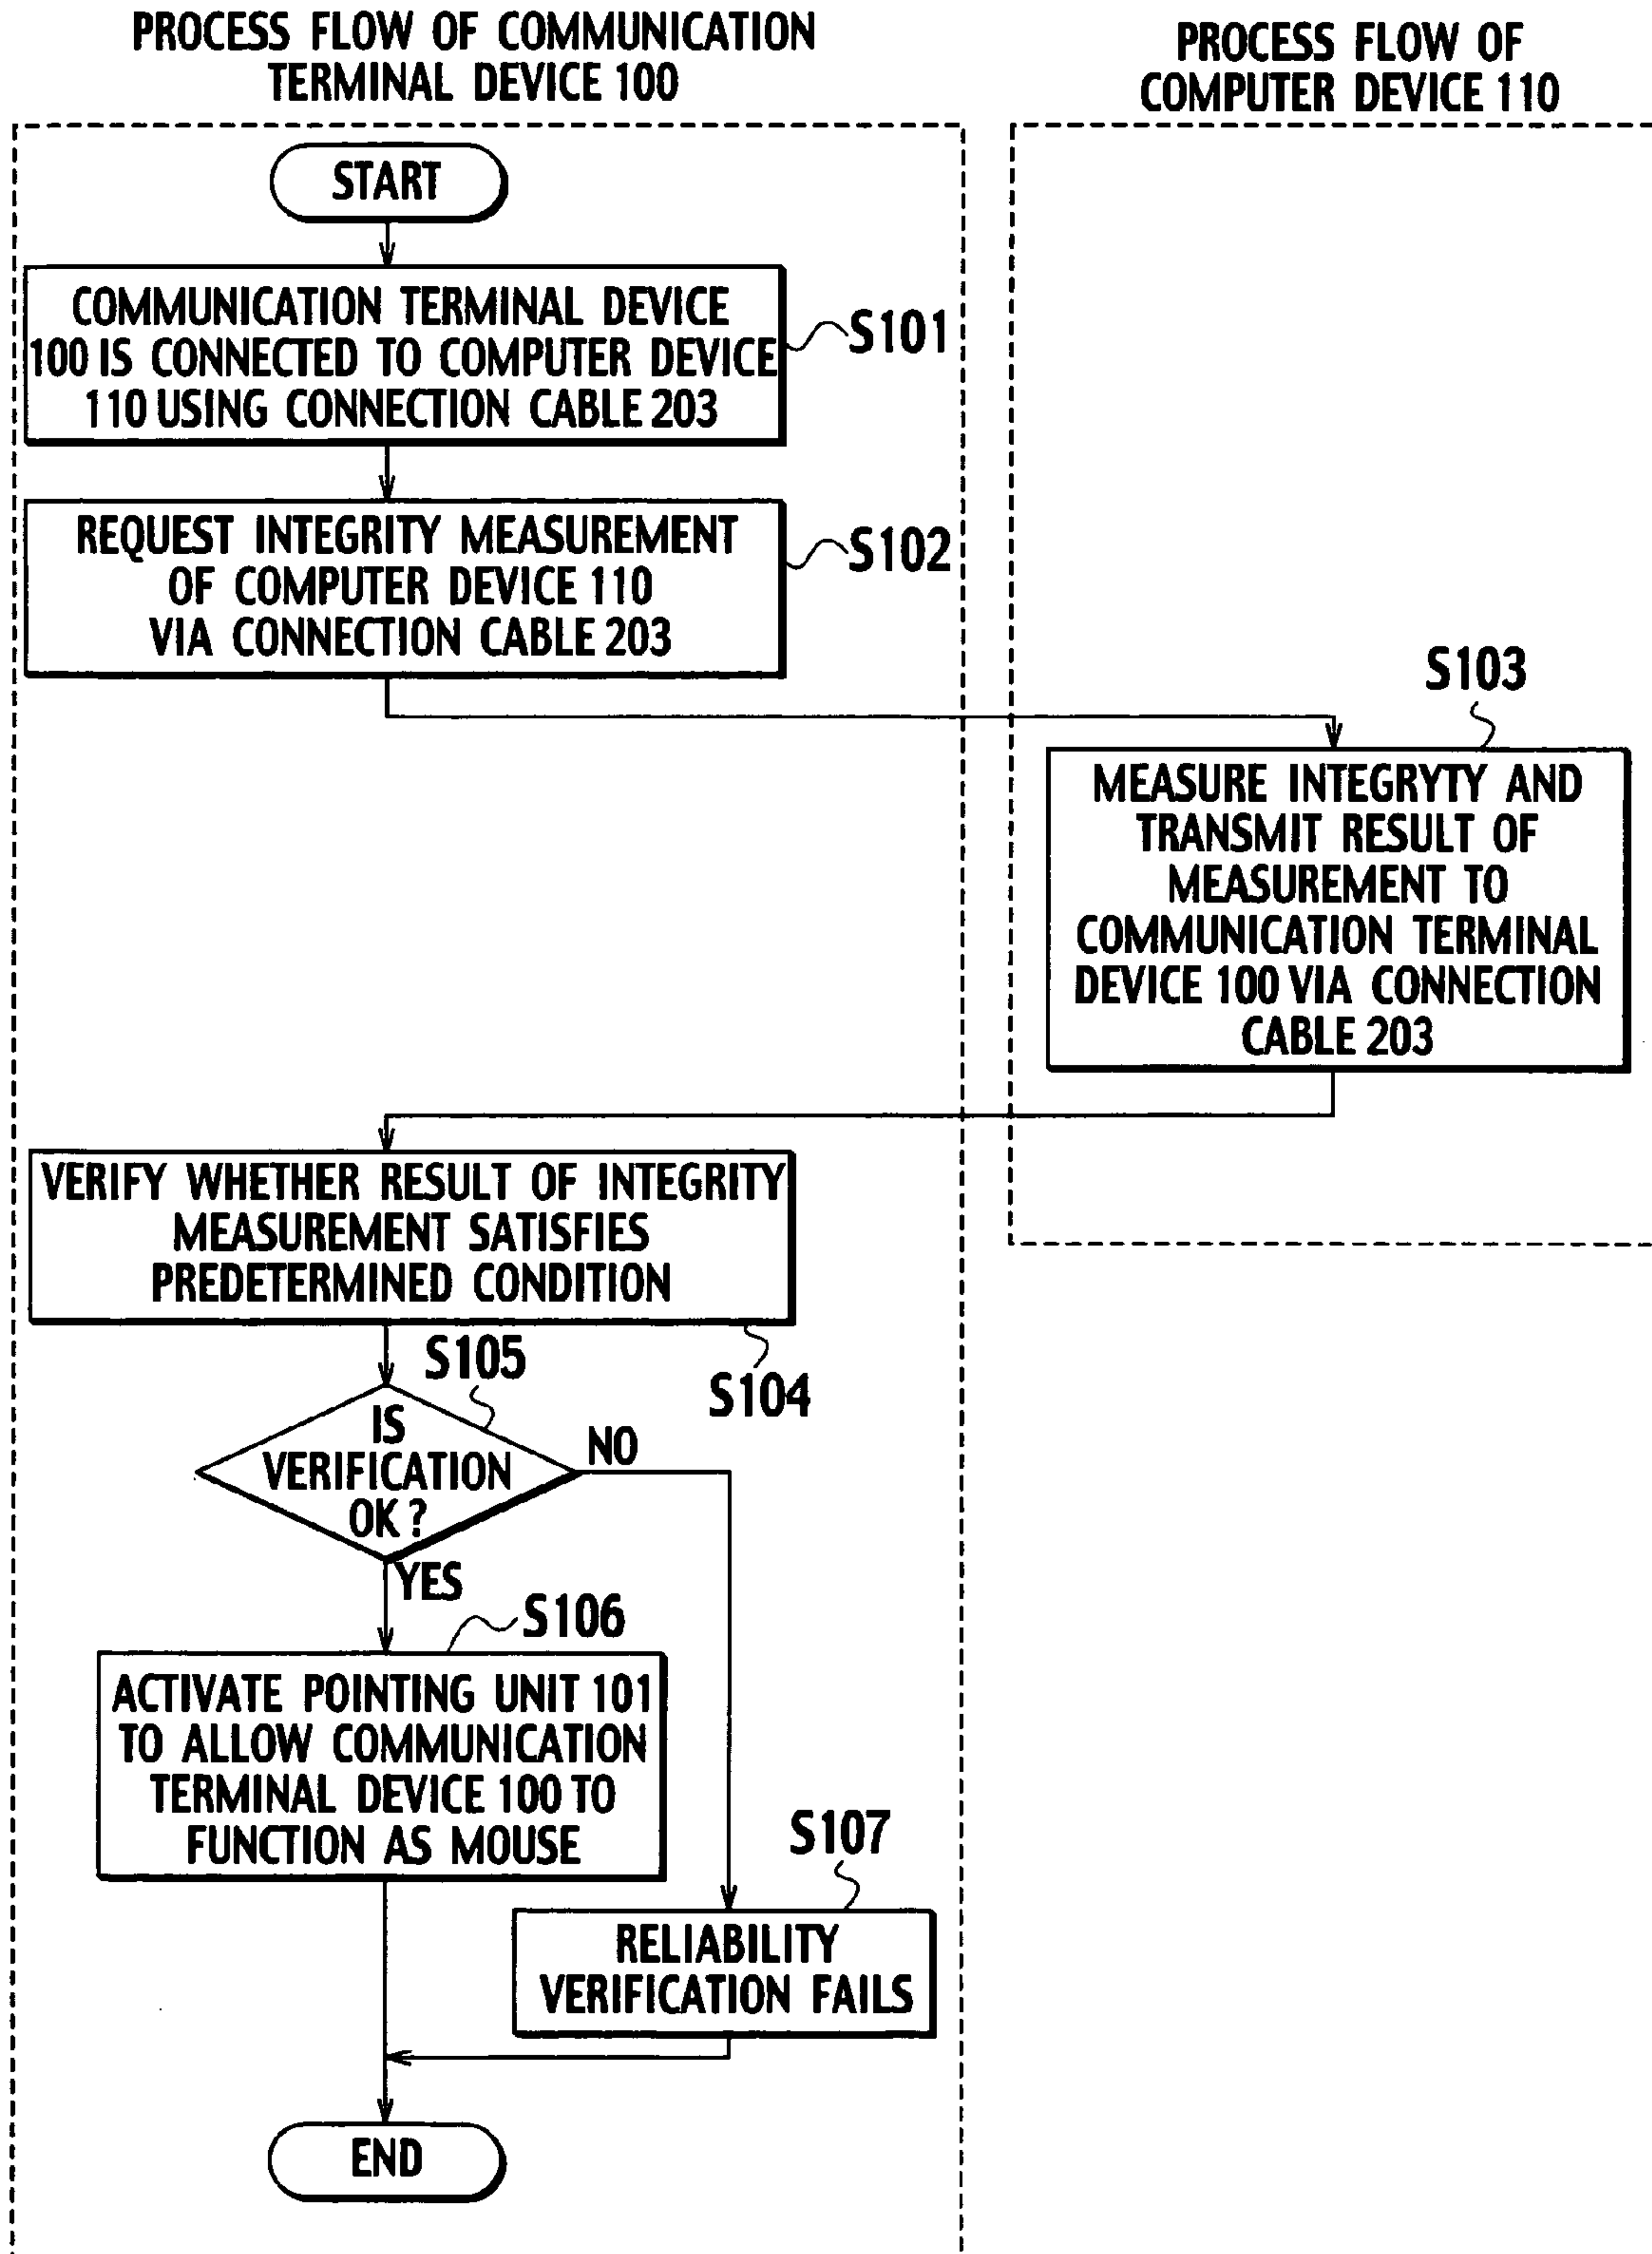 PROCESS FLOW OF COMMUNICATION
TERMINAL DEVICE 100
PROCESS FLOW OF
COMPUTER DEVICE 110
START
COMMUNICATION TERMINAL DEVICE
100 IS CONNECTED TO COMPUTER DEVICE
110 USING CONNECTION CABLE 203
S101
REQUEST INTEGRITY MEASUREMENT
OF COMPUTER DEVICE 110
VIA CONNECTION CABLE 203
S102
S103
MEASURE INTEGRYTY AND
TRANSMIT RESULT OF
MEASUREMENT TO
COMMUNICATION TERMINAL
DEVICE 100 VIA CONNECTION
CABLE 203
VERIFY WHETHER RESULT OF INTEGRITY
MEASUREMENT SATISFIES
PREDETERMINED CONDITION
S104
S105
IS
VERIFICATION
OK?
NO
YES
S106
ACTIVATE POINTING UNIT 101
TO ALLOW COMMUNICATION
TERMINAL DEVICE 100 TO
FUNCTION AS MOUSE
S107
RELIABILITY
VERIFICATION FAILS
END